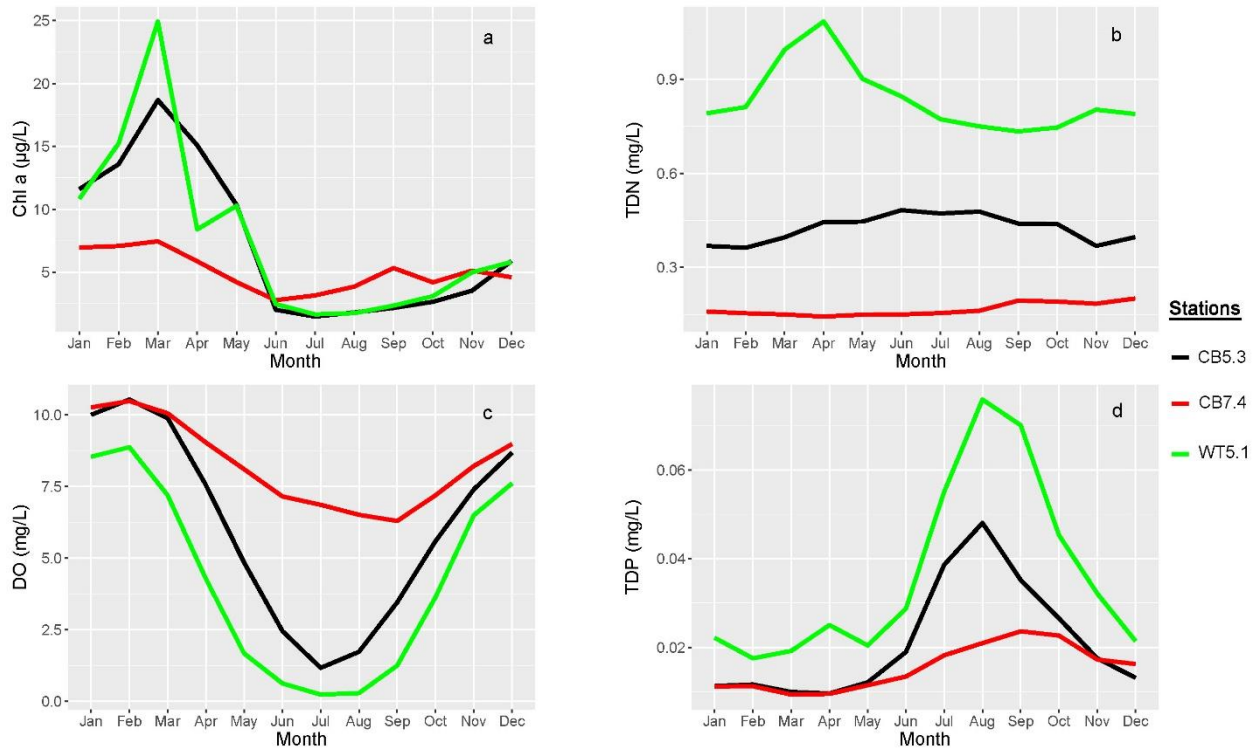 a
Chl a (µg/L)
25
20
15
10
5
Jan Feb Mar Apr May Jun Jul Aug Sep Oct Nov Dec
Month
b
TDN (mg/L)
0.9
0.6
0.3
Jan Feb Mar Apr May Jun Jul Aug Sep Oct Nov Dec
Month
c
DO (mg/L)
10.0
7.5
5.0
2.5
0.0
Jan Feb Mar Apr May Jun Jul Aug Sep Oct Nov Dec
Month
d
TDP (mg/L)
0.06
0.04
0.02
Jan Feb Mar Apr May Jun Jul Aug Sep Oct Nov Dec
Month
Stations
CB5.3
CB7.4
WT5.1